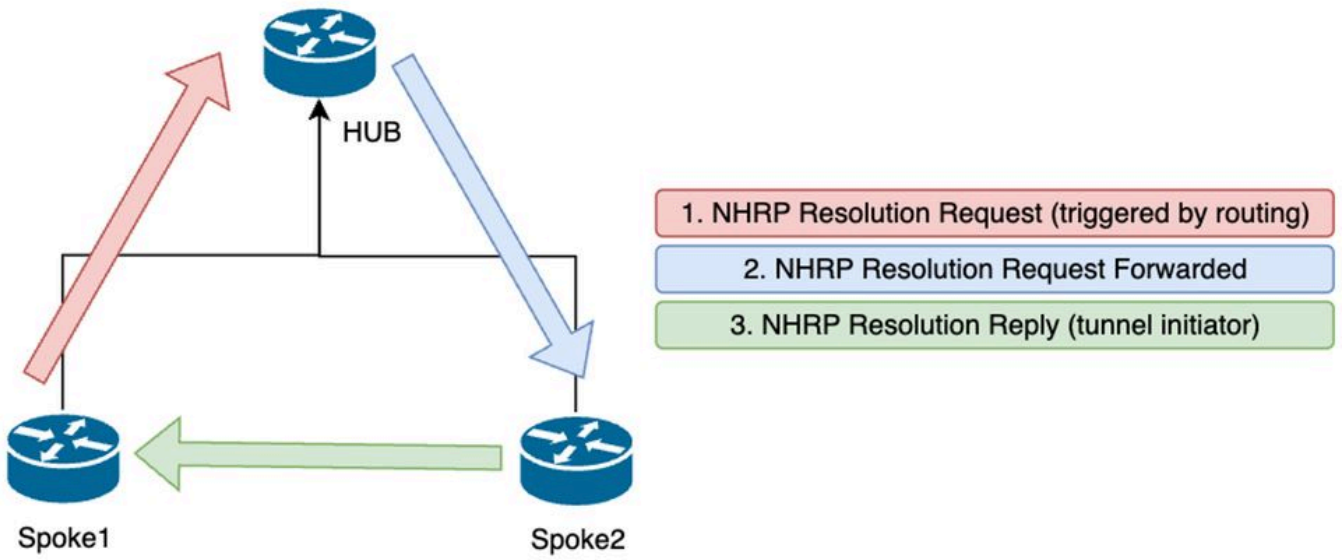 HUB
1. NHRP Resolution Request (triggered by routing)
2. NHRP Resolution Request Forwarded
3. NHRP Resolution Reply (tunnel initiator)
Spoke1
Spoke2